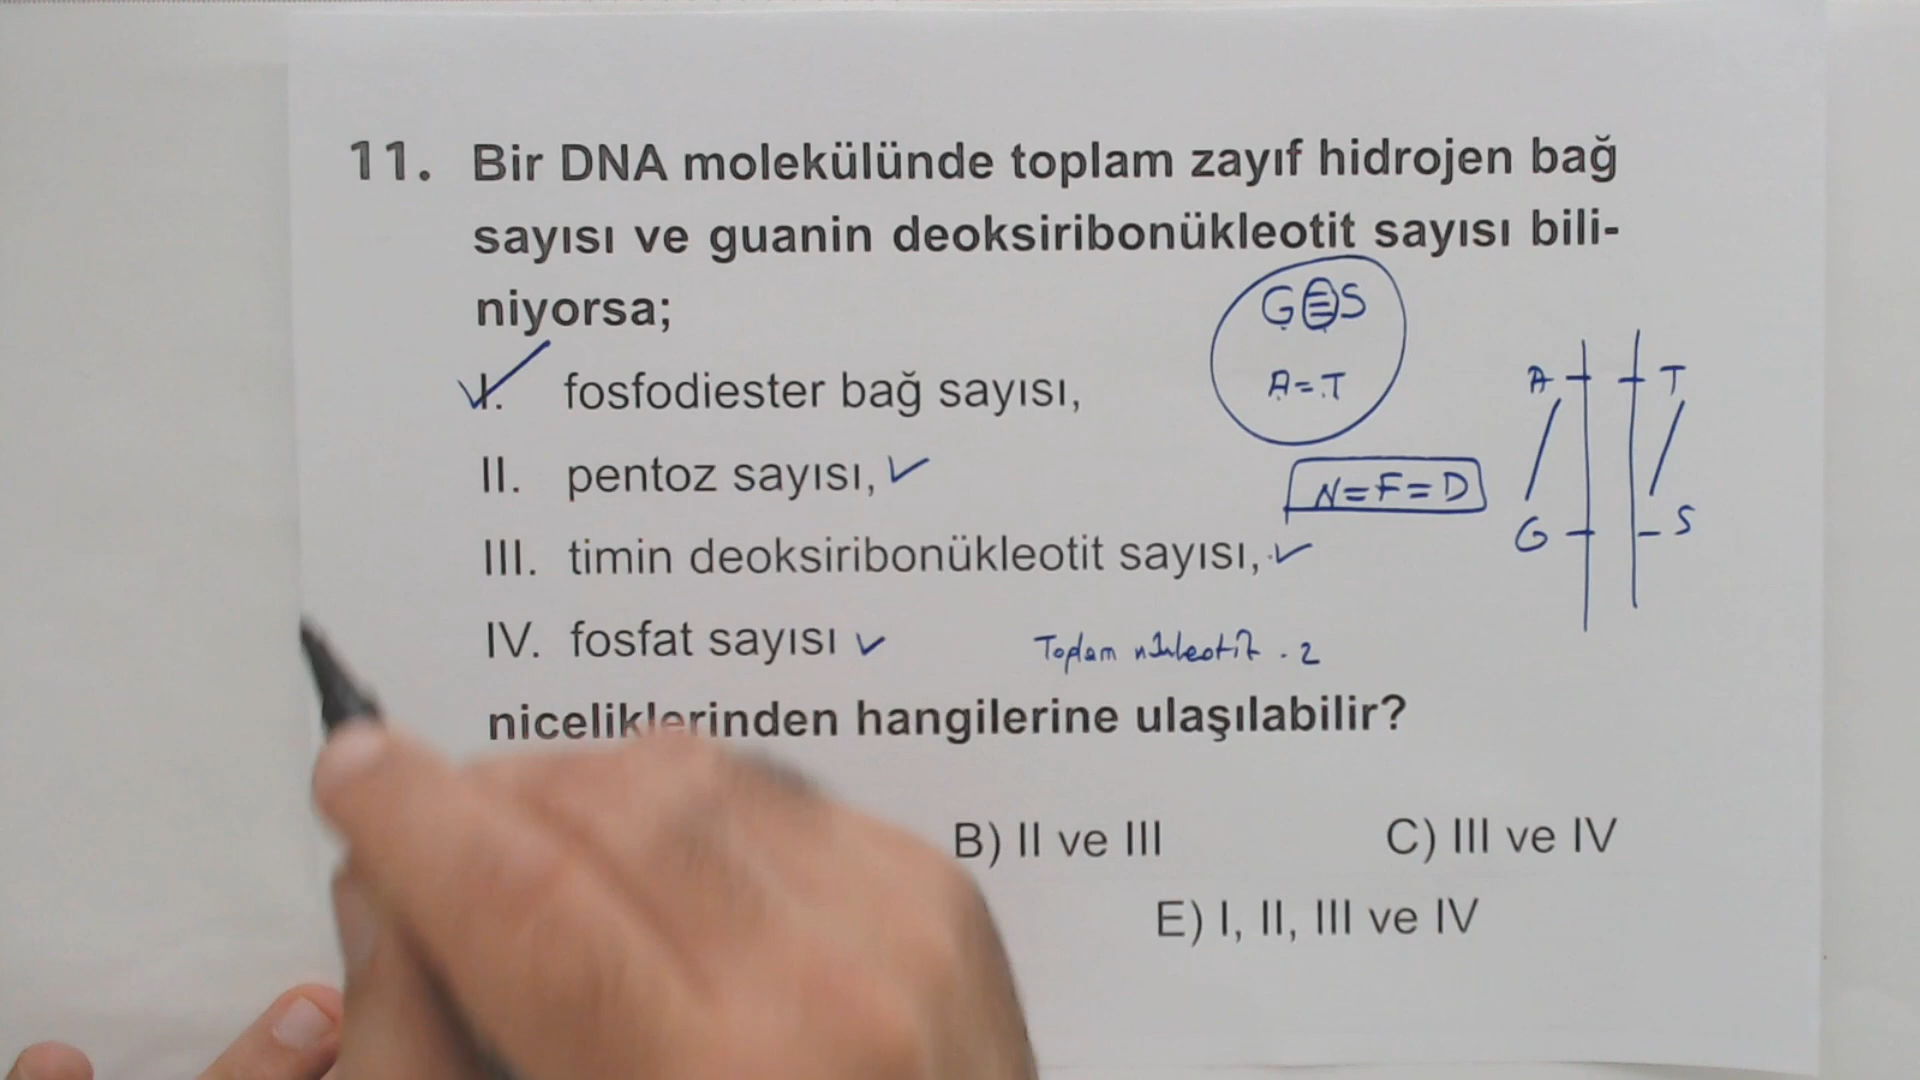 11. Bir DNA molekülünde toplam zayıf hidrojen bağ
sayısı ve guanin deoksiribonükleotit sayısı bili-
niyorsa;
G≡S
A=T
I. fosfodiester bağ sayısı,
II. pentoz sayısı,
N=F=D
A T
G S
III. timin deoksiribonükleotit sayısı,
IV. fosfat sayısı
Toplam nükleotit . 2
niceliklerinden hangilerine ulaşılabilir?
B) II ve III
C) III ve IV
E) I, II, III ve IV